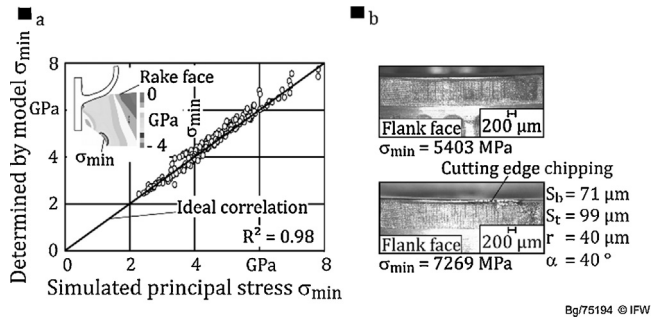 a
Determined by model σmin
8
GPa
4
2
0
Rake face
0
GPa
- 4
σmin
σmin
Ideal correlation
R² = 0.98
0
2
4
GPa
8
Simulated principal stress σmin
b
Flank face
200 µm
σmin = 5403 MPa
Cutting edge chipping
Flank face
200 µm
σmin = 7269 MPa
Sb = 71 µm
St = 99 µm
r = 40 µm
α = 40 °
Bg/75194 © IFW